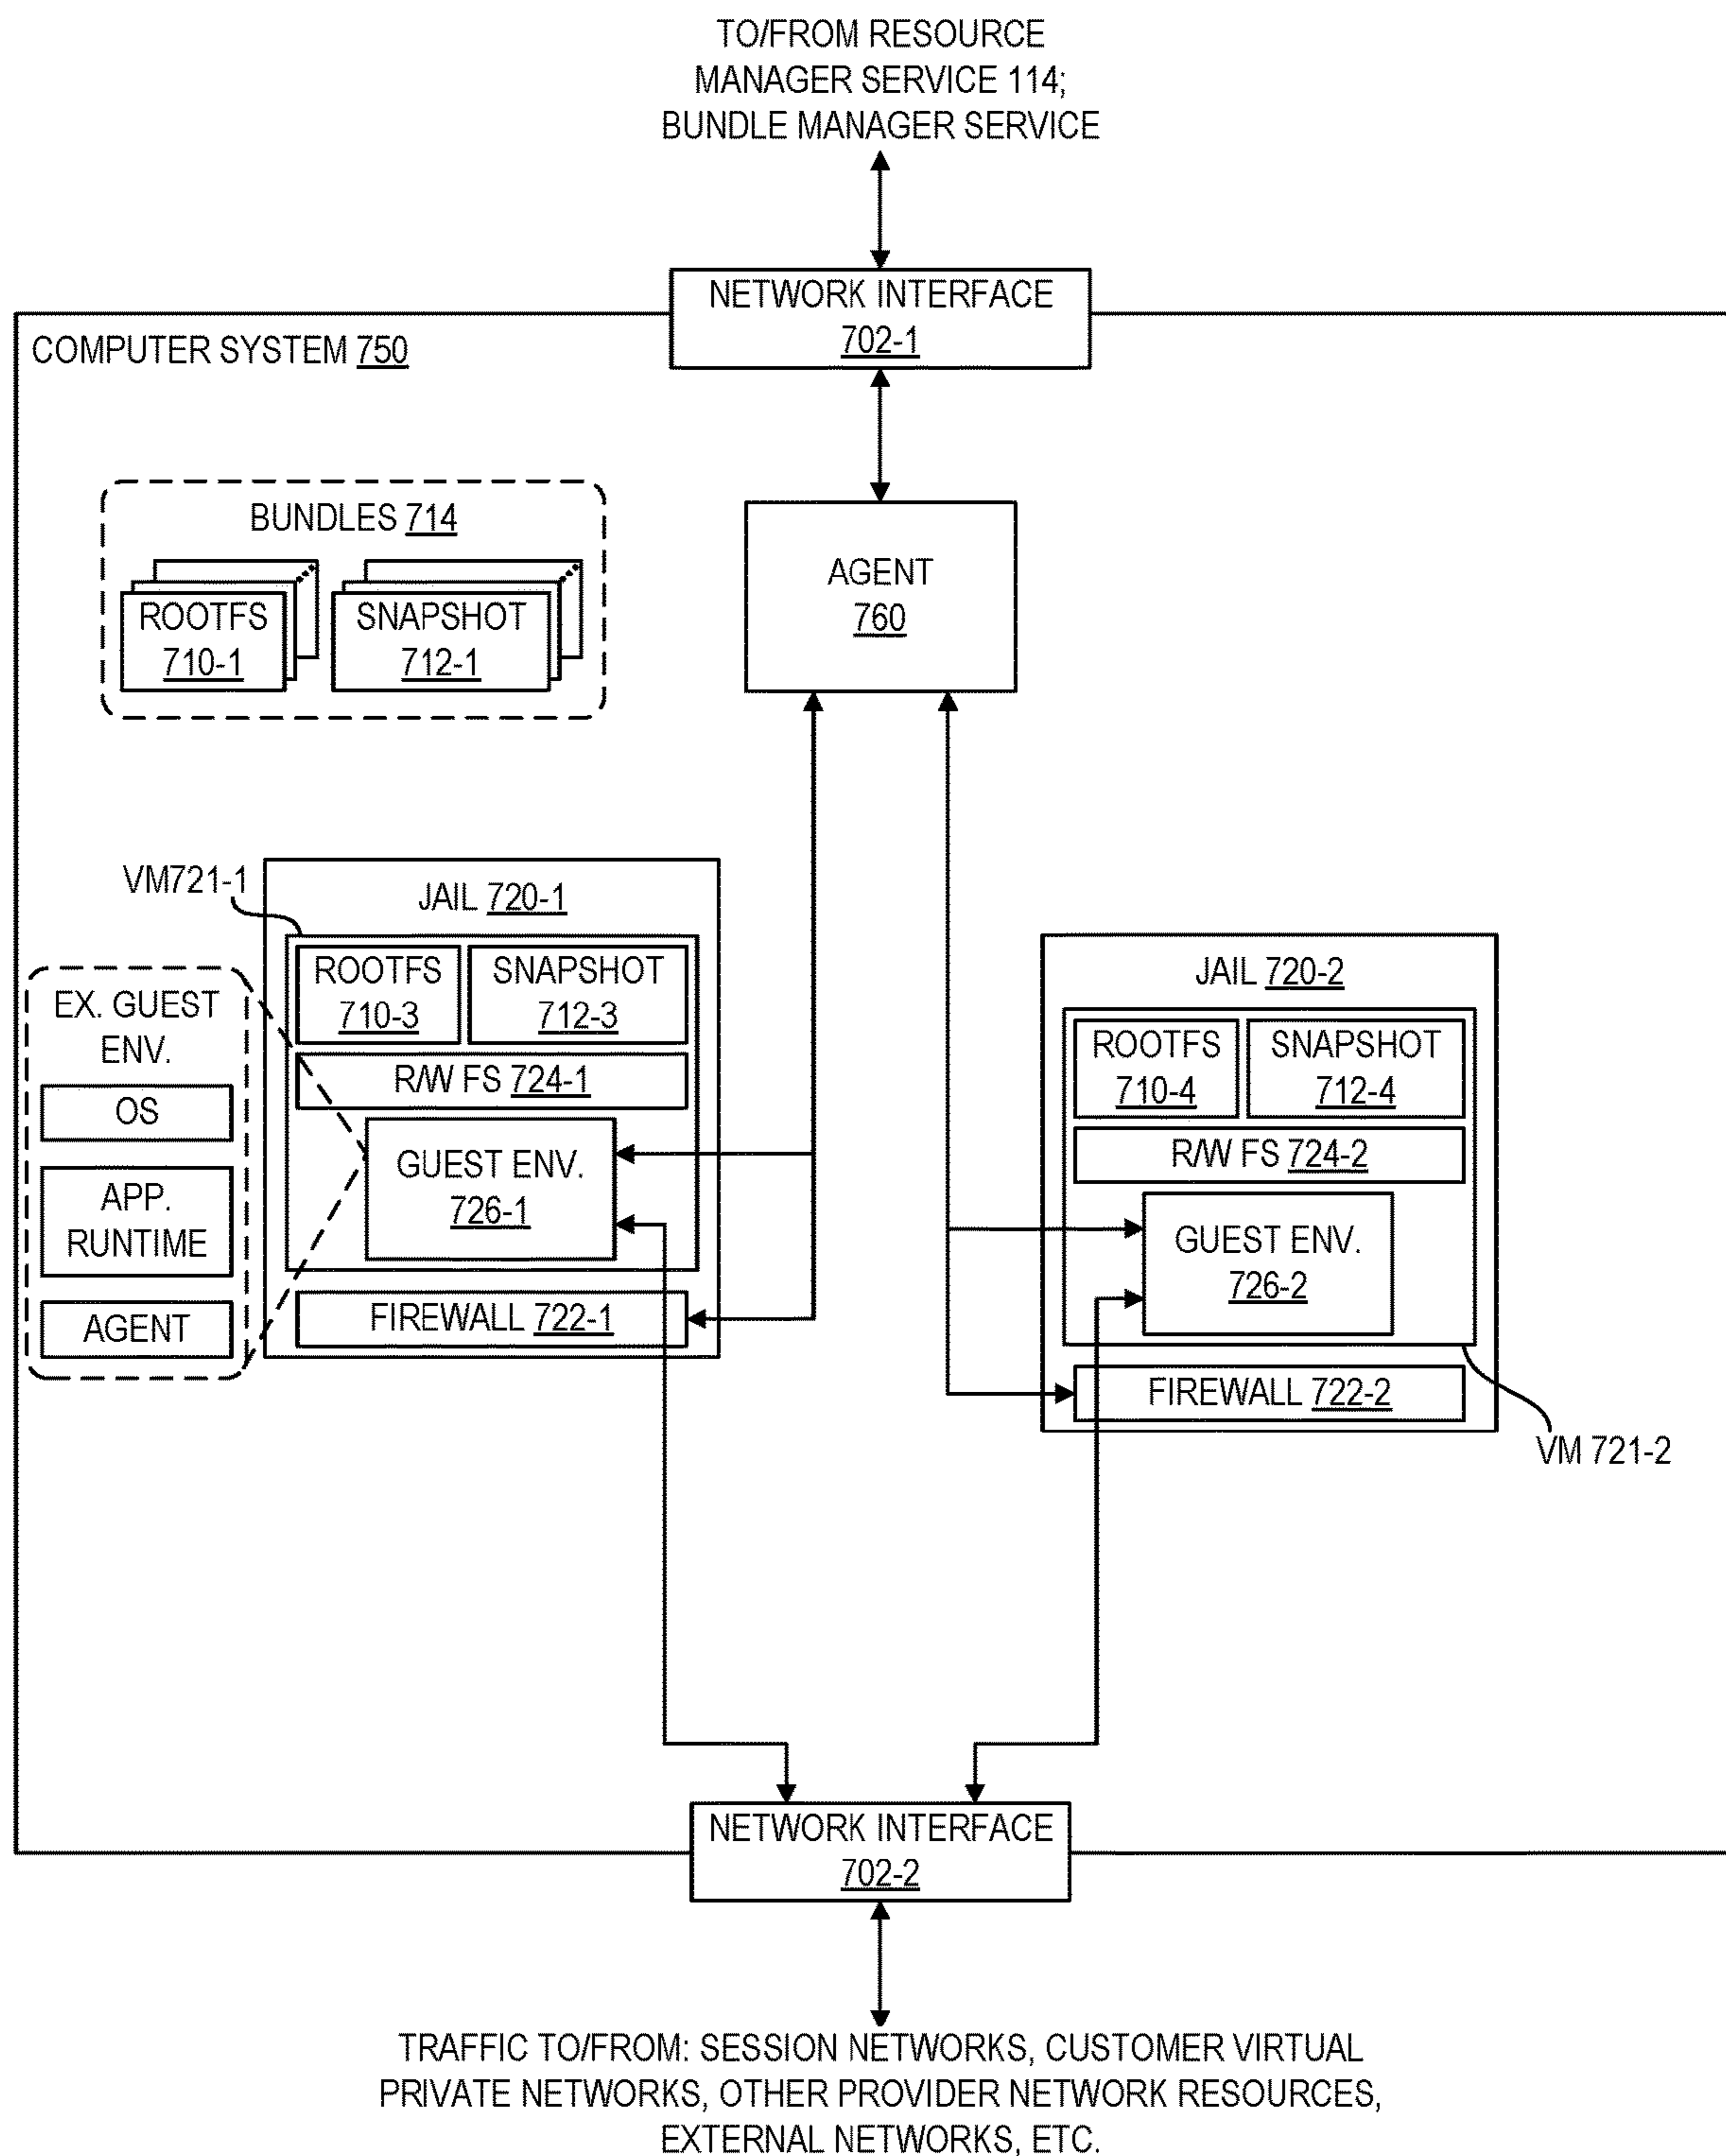 TO/FROM RESOURCE
MANAGER SERVICE 114;
BUNDLE MANAGER SERVICE
NETWORK INTERFACE
702-1
COMPUTER SYSTEM 750
BUNDLES 714
ROOTFS
710-1
SNAPSHOT
712-1
AGENT
760
VM721-1
JAIL 720-1
ROOTFS
710-3
SNAPSHOT
712-3
R/W FS 724-1
GUEST ENV.
726-1
FIREWALL 722-1
EX. GUEST
ENV.
OS
APP.
RUNTIME
AGENT
JAIL 720-2
ROOTFS
710-4
SNAPSHOT
712-4
R/W FS 724-2
GUEST ENV.
726-2
FIREWALL 722-2
VM 721-2
NETWORK INTERFACE
702-2
TRAFFIC TO/FROM: SESSION NETWORKS, CUSTOMER VIRTUAL
PRIVATE NETWORKS, OTHER PROVIDER NETWORK RESOURCES,
EXTERNAL NETWORKS, ETC.